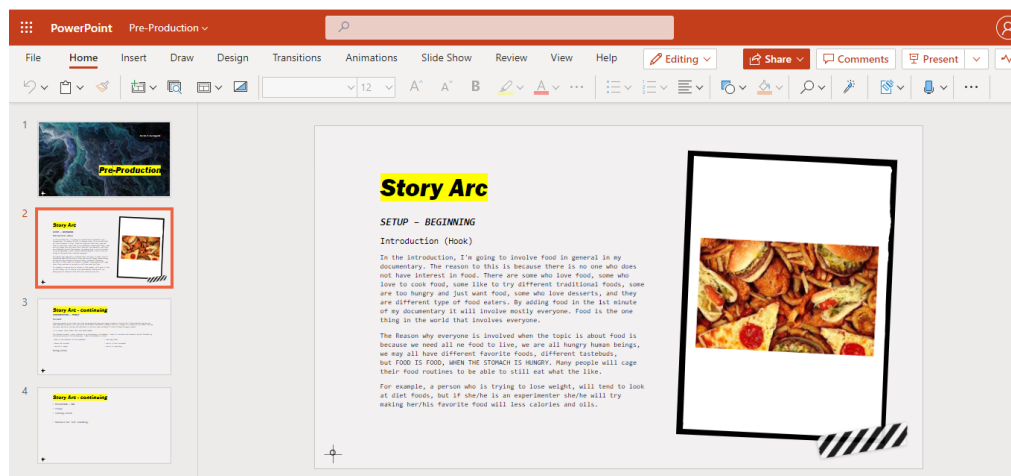 PowerPoint Pre-Production
File Home Insert Draw Design Transitions Animations Slide Show Review View Help Editing Share Comments Present
12 A A B A
1
Pre-Production
2
Story Arc
SETUP – BEGINNING
3
Story Arc - continuing
4
Story Arc - continuing
Story Arc
SETUP – BEGINNING
Introduction (Hook)
In the introduction, I'm going to involve food in general in my
documentary. The reason to this is because there is no one who does
not have interest in food. There are some who love food, some who
love to cook food, some like to try different traditional foods, some
are too hungry and just want food, some who love desserts, and they
are different type of food eaters. By adding food in the 1st minute
of my documentary it will involve mostly everyone. Food is the one
thing in the world that involves everyone.
The Reason why everyone is involved when the topic is about food is
because we need all ne food to live, we are all hungry human beings,
we may all have different favorite foods, different tastebuds,
but FOOD IS FOOD, WHEN THE STOMACH IS HUNGRY. Many people will cage
their food routines to be able to still eat what the like.
For example, a person who is trying to lose weight, will tend to look
at diet foods, but if she/he is an experimenter she/he will try
making her/his favorite food will less calories and oils.